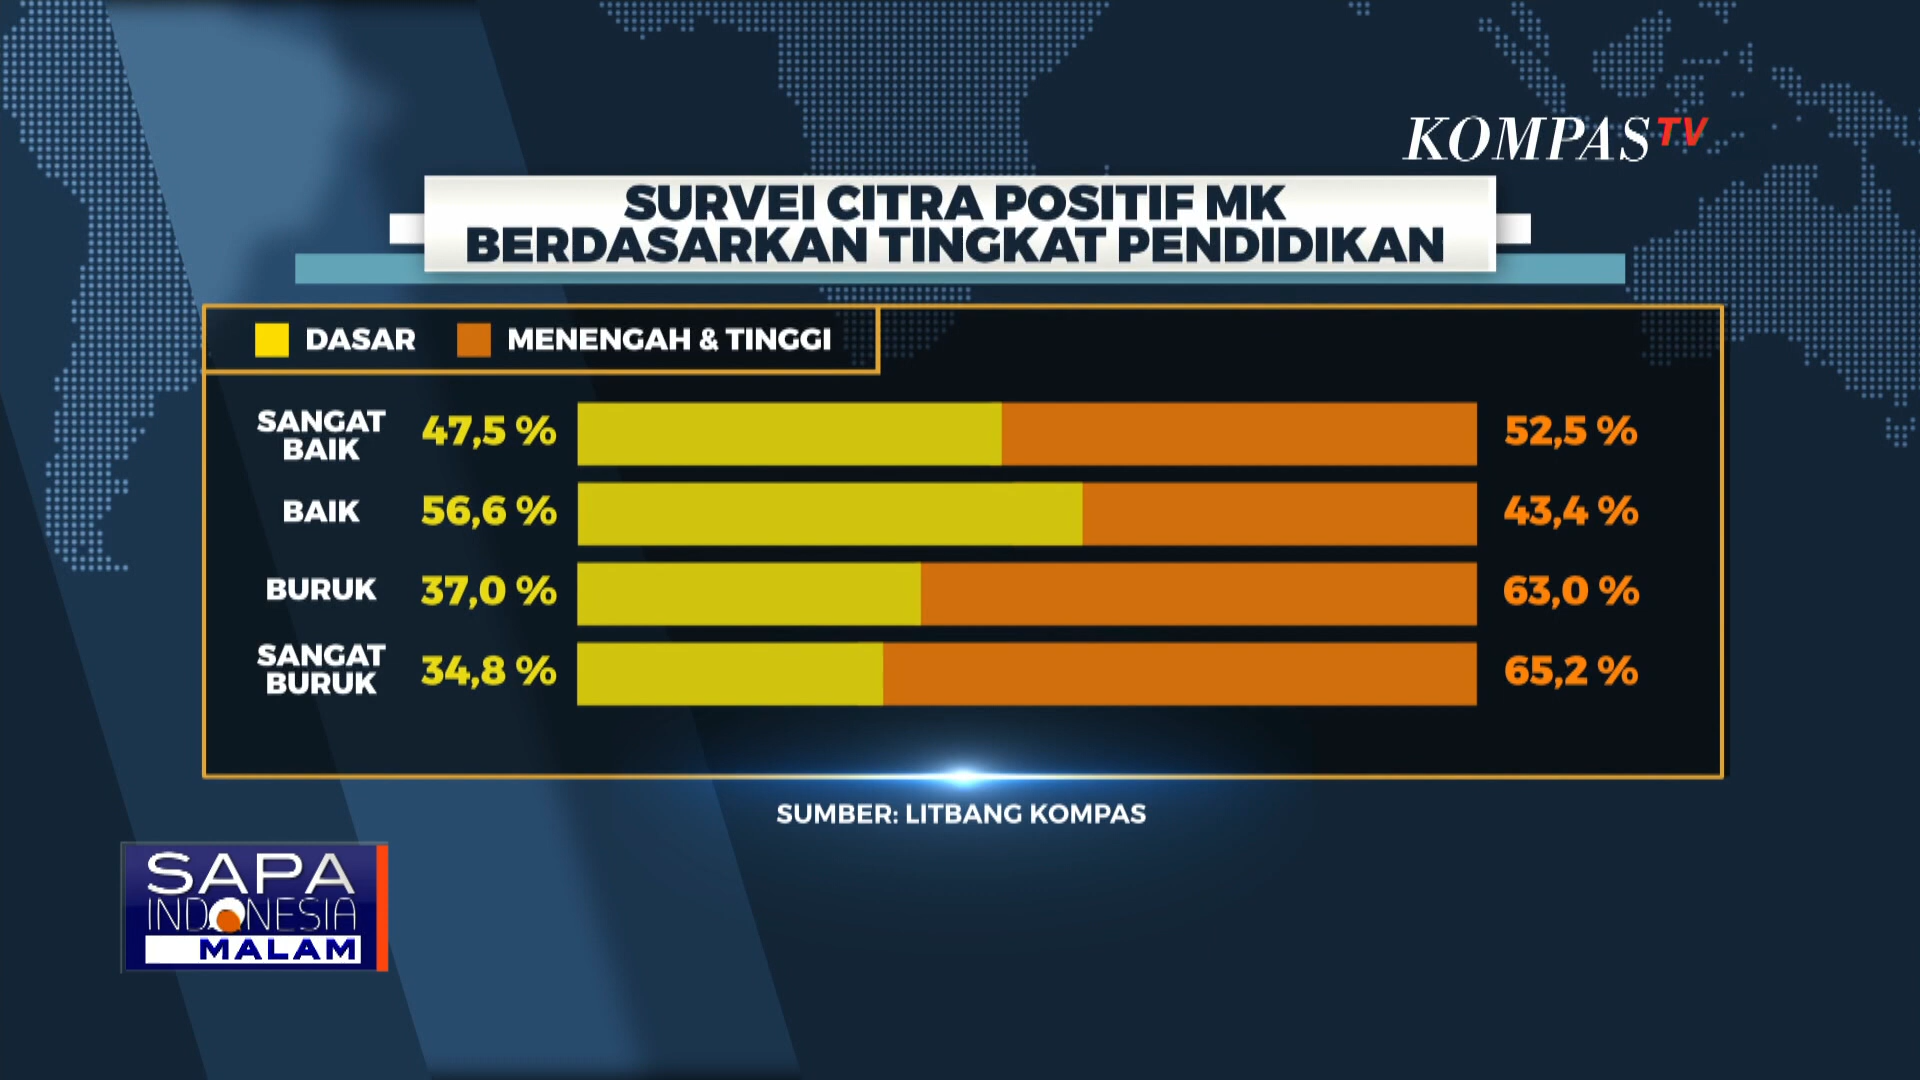 KOMPAS TV
SURVEI CITRA POSITIF MK
BERDASARKAN TINGKAT PENDIDIKAN
DASAR MENENGAH & TINGGI
SANGAT
BAIK
47,5 % 52,5 %
BAIK 56,6 % 43,4 %
BURUK 37,0 % 63,0 %
SANGAT
BURUK
34,8 % 65,2 %
SUMBER: LITBANG KOMPAS
SAPA
INDONESIA
MALAM